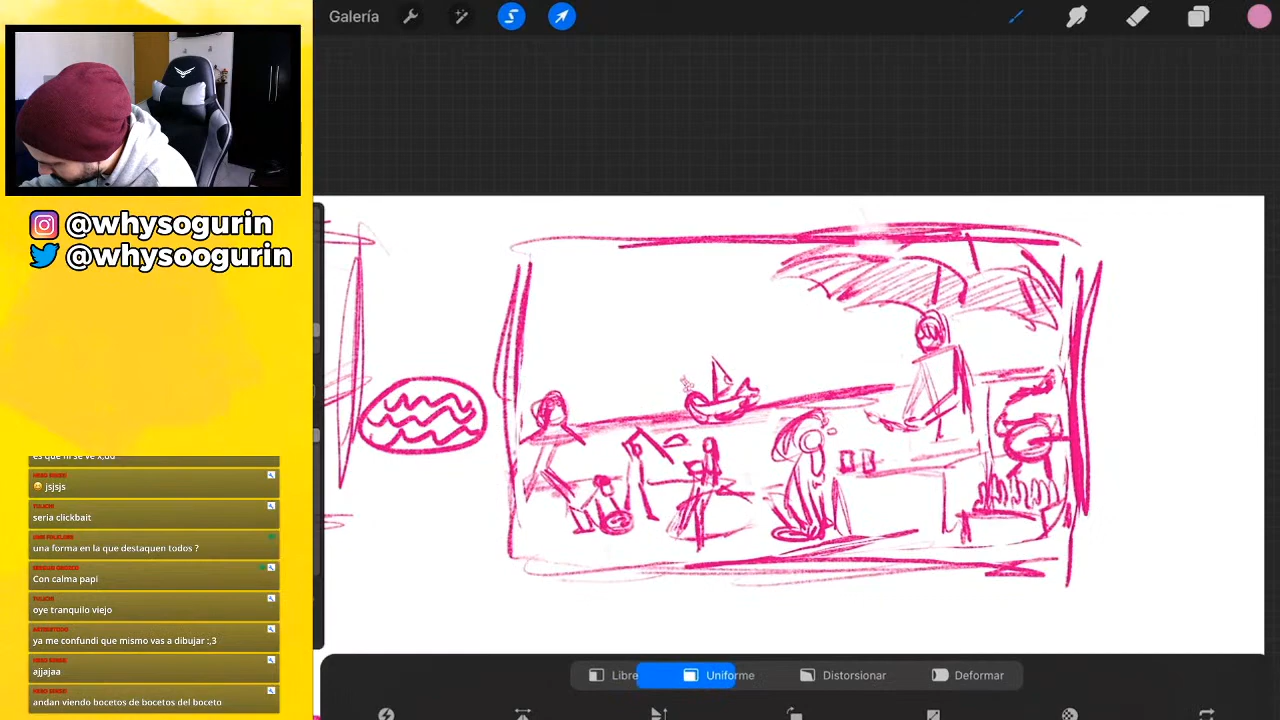 Galería
@whysogurin
@whysoogurin
es que ni se ve x,dd
😄 jsjsjs
seria clickbait
una forma en la que destaquen todos ?
Con calma papi
oye tranquilo viejo
ya me confundi que mismo vas a dibujar :,3
ajjajaa
andan viendo bocetos de bocetos del boceto
Libre
Uniforme
Distorsionar
Deformar